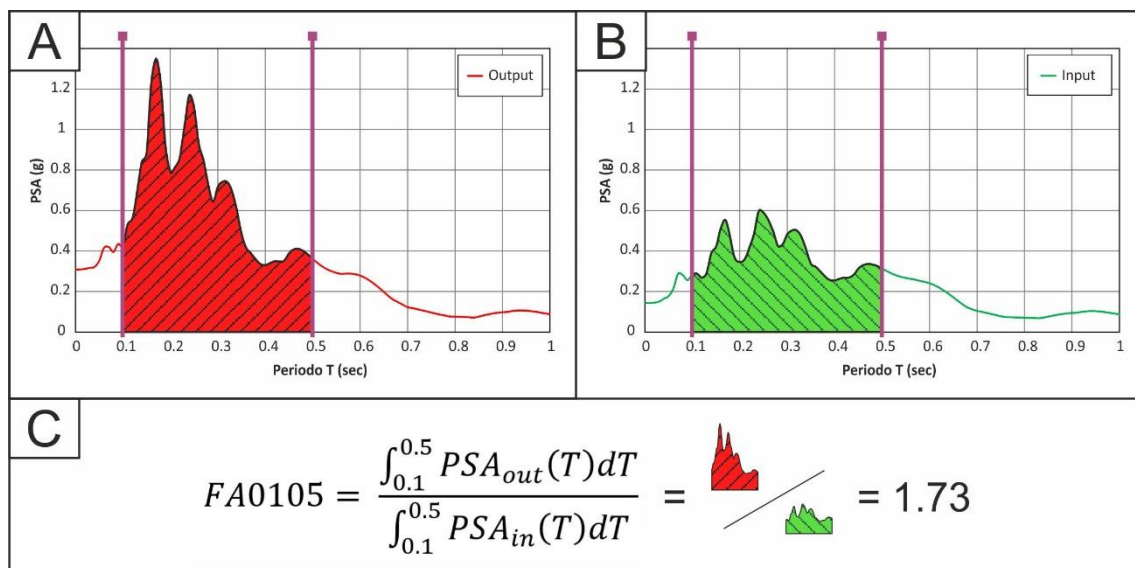 A
Output
PSA (g)
1.2
1
0.8
0.6
0.4
0.2
0
0 0.1 0.2 0.3 0.4 0.5 0.6 0.7 0.8 0.9 1
Periodo T (sec)
B
Input
PSA (g)
1.2
1
0.8
0.6
0.4
0.2
0
0 0.1 0.2 0.3 0.4 0.5 0.6 0.7 0.8 0.9 1
Periodo T (sec)
C
FA0105 = ∫_{0.1}^{0.5} PSA_{out}(T)dT / ∫_{0.1}^{0.5} PSA_{in}(T)dT = / = 1.73